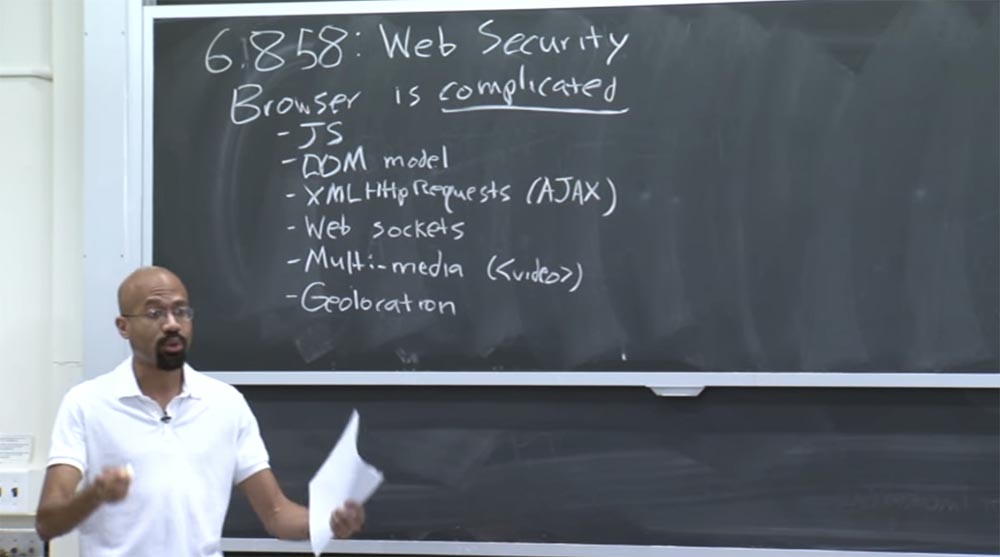 6.858: Web Security
Browser is complicated
- JS
- DOM model
- XMLHttpRequests (AJAX)
- Web sockets
- Multi-media (<video>)
- Geolocation